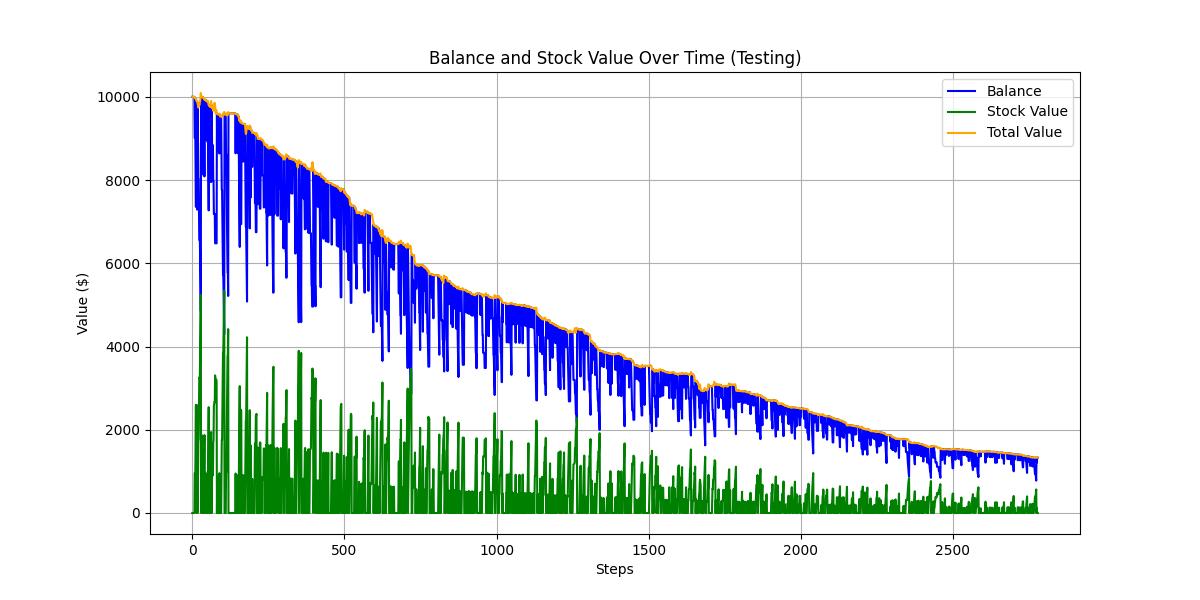 Balance and Stock Value Over Time (Testing)
Balance
Stock Value
Total Value
Value ($)
10000
8000
6000
4000
2000
0
0
500
1000
1500
2000
2500
Steps